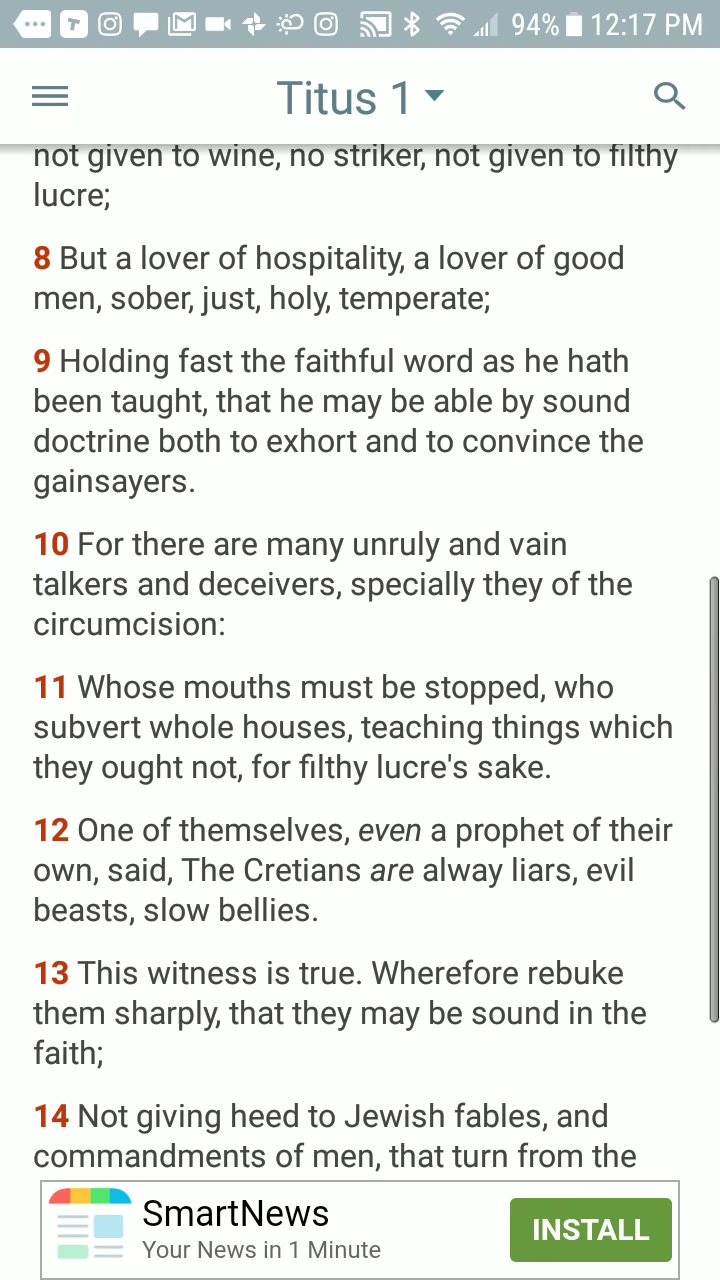 94% 12:17 PM
Titus 1
not given to wine, no striker, not given to filthy
lucre;
8 But a lover of hospitality, a lover of good
men, sober, just, holy, temperate;
9 Holding fast the faithful word as he hath
been taught, that he may be able by sound
doctrine both to exhort and to convince the
gainsayers.
10 For there are many unruly and vain
talkers and deceivers, specially they of the
circumcision:
11 Whose mouths must be stopped, who
subvert whole houses, teaching things which
they ought not, for filthy lucre's sake.
12 One of themselves, even a prophet of their
own, said, The Cretians are alway liars, evil
beasts, slow bellies.
13 This witness is true. Wherefore rebuke
them sharply, that they may be sound in the
faith;
14 Not giving heed to Jewish fables, and
commandments of men, that turn from the
SmartNews
Your News in 1 Minute
INSTALL